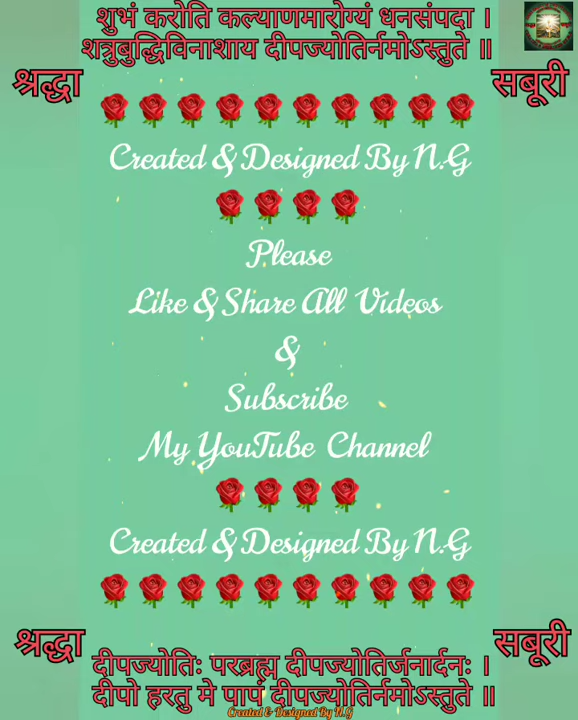 शुभं करोति कल्याणमारोग्यं धनसंपदा ।
शत्रुबुद्धिविनाशाय दीपज्योतिर्नमोऽस्तुते ॥
श्रद्धा सबूरी
Created & Designed By N.G
Please
Like & Share All Videos
&
Subscribe
My YouTube Channel
Created & Designed By N.G
श्रद्धा सबूरी
दीपज्योतिः परब्रह्म दीपज्योतिर्जनार्दनः ।
दीपो हरतु मे पापं दीपज्योतिर्नमोऽस्तुते ॥
Created & Designed By N.G